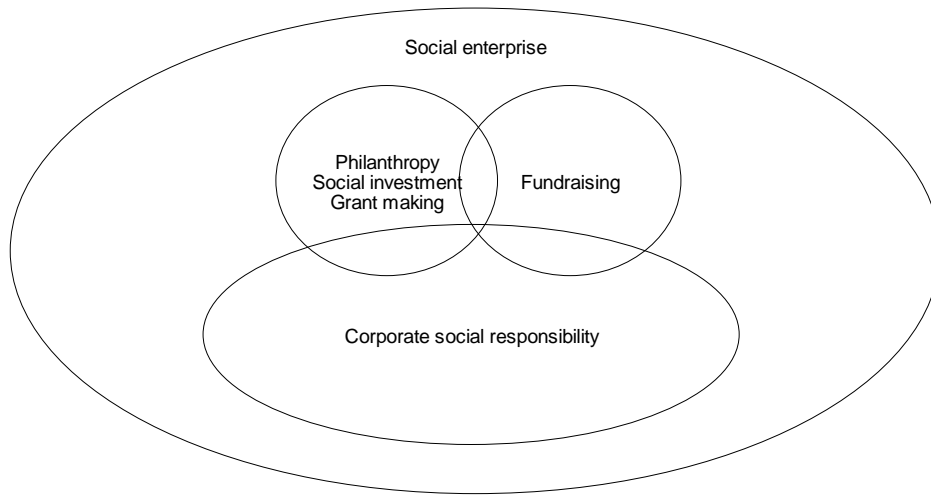 Social enterprise
Philanthropy
Social investment
Grant making
Fundraising
Corporate social responsibility